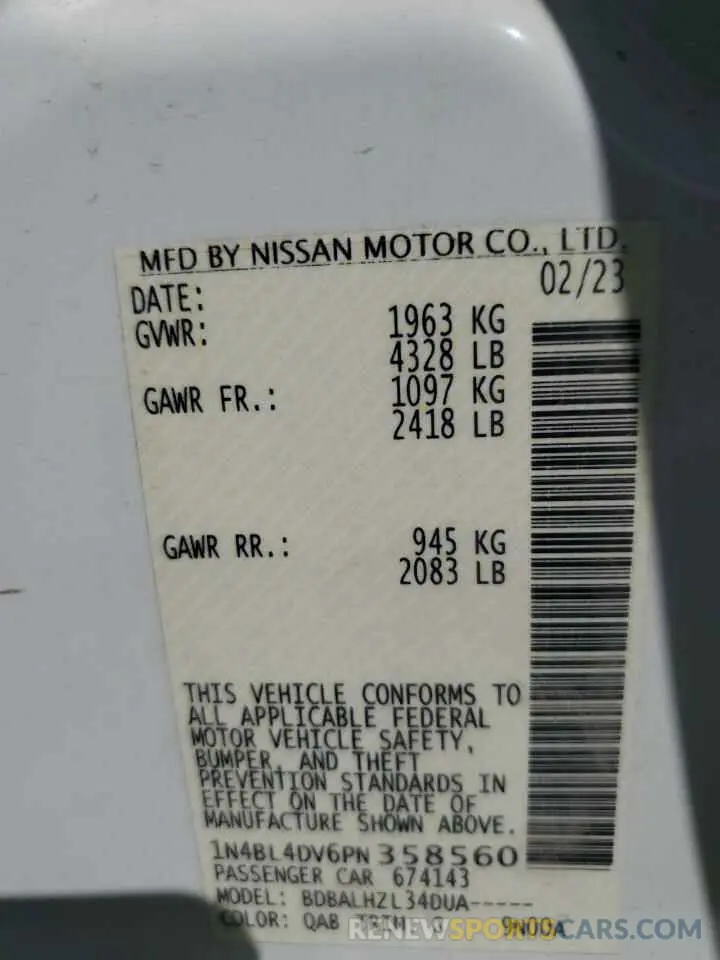 MFD BY NISSAN MOTOR CO., LTD.
DATE: 02/23
GVWR: 1963 KG
4328 LB
GAWR FR.: 1097 KG
2418 LB
GAWR RR.: 945 KG
2083 LB
THIS VEHICLE CONFORMS TO
ALL APPLICABLE FEDERAL
MOTOR VEHICLE SAFETY,
BUMPER, AND THEFT
PREVENTION STANDARDS IN
EFFECT ON THE DATE OF
MANUFACTURE SHOWN ABOVE.
1N4BL4DV6PN358560
PASSENGER CAR 674143
MODEL: BDBALHZL34DUA-----
COLOR: QAB TRIM: G
RENEWSPORTSCARS.COM